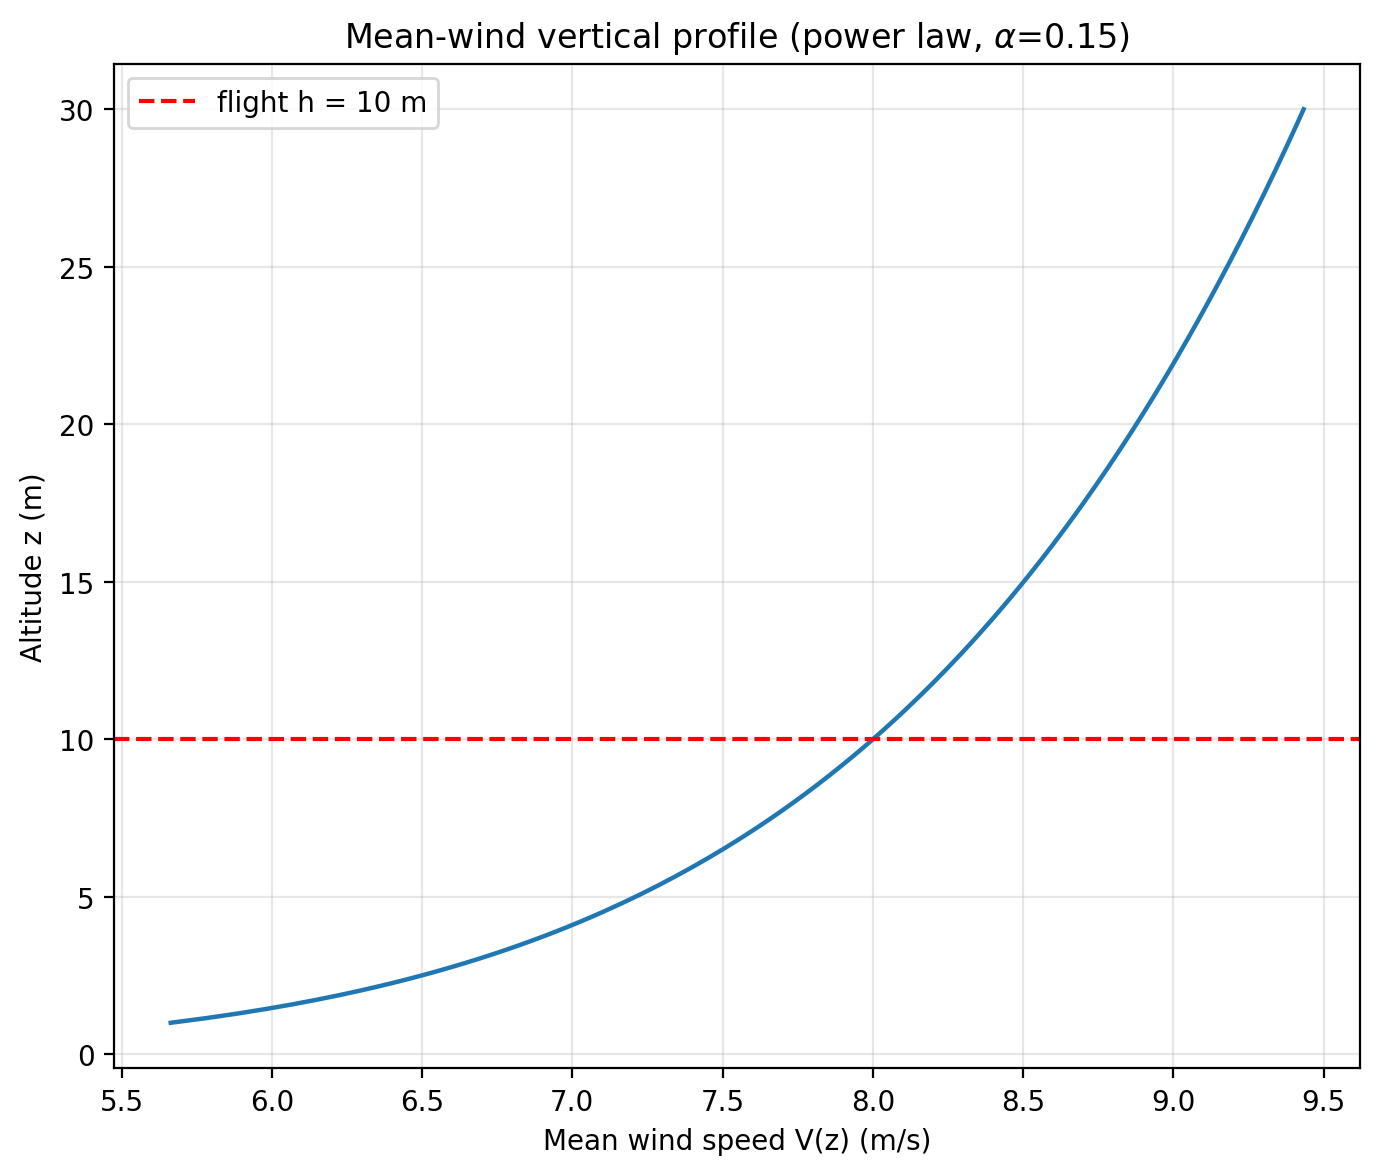 Mean-wind vertical profile (power law, α=0.15)
flight h = 10 m
30
25
20
15
10
5
0
Altitude z (m)
5.5 6.0 6.5 7.0 7.5 8.0 8.5 9.0 9.5
Mean wind speed V(z) (m/s)